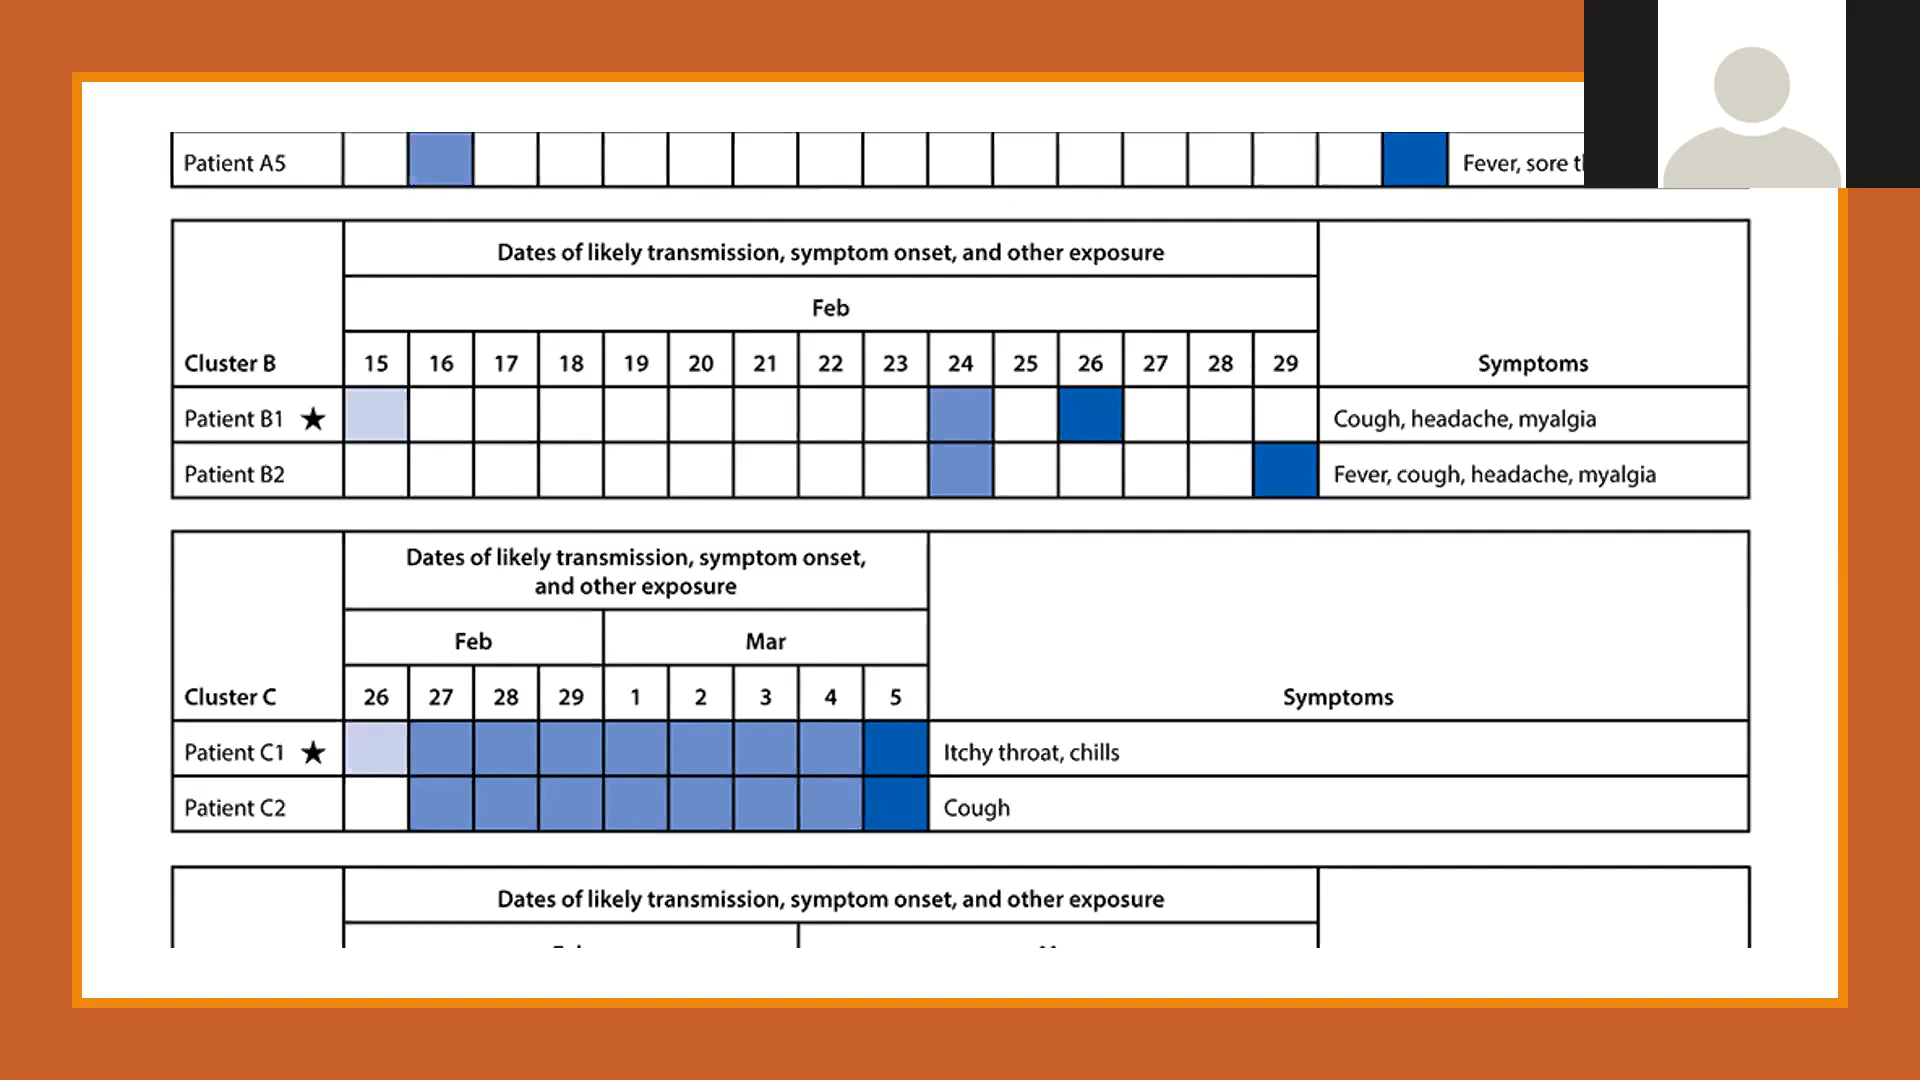 Patient A5 Fever, sore
Dates of likely transmission, symptom onset, and other exposure
Feb
Cluster B 15 16 17 18 19 20 21 22 23 24 25 26 27 28 29 Symptoms
Patient B1 ★ Cough, headache, myalgia
Patient B2 Fever, cough, headache, myalgia
Dates of likely transmission, symptom onset,
and other exposure
Feb Mar
Cluster C 26 27 28 29 1 2 3 4 5 Symptoms
Patient C1 ★ Itchy throat, chills
Patient C2 Cough
Dates of likely transmission, symptom onset, and other exposure